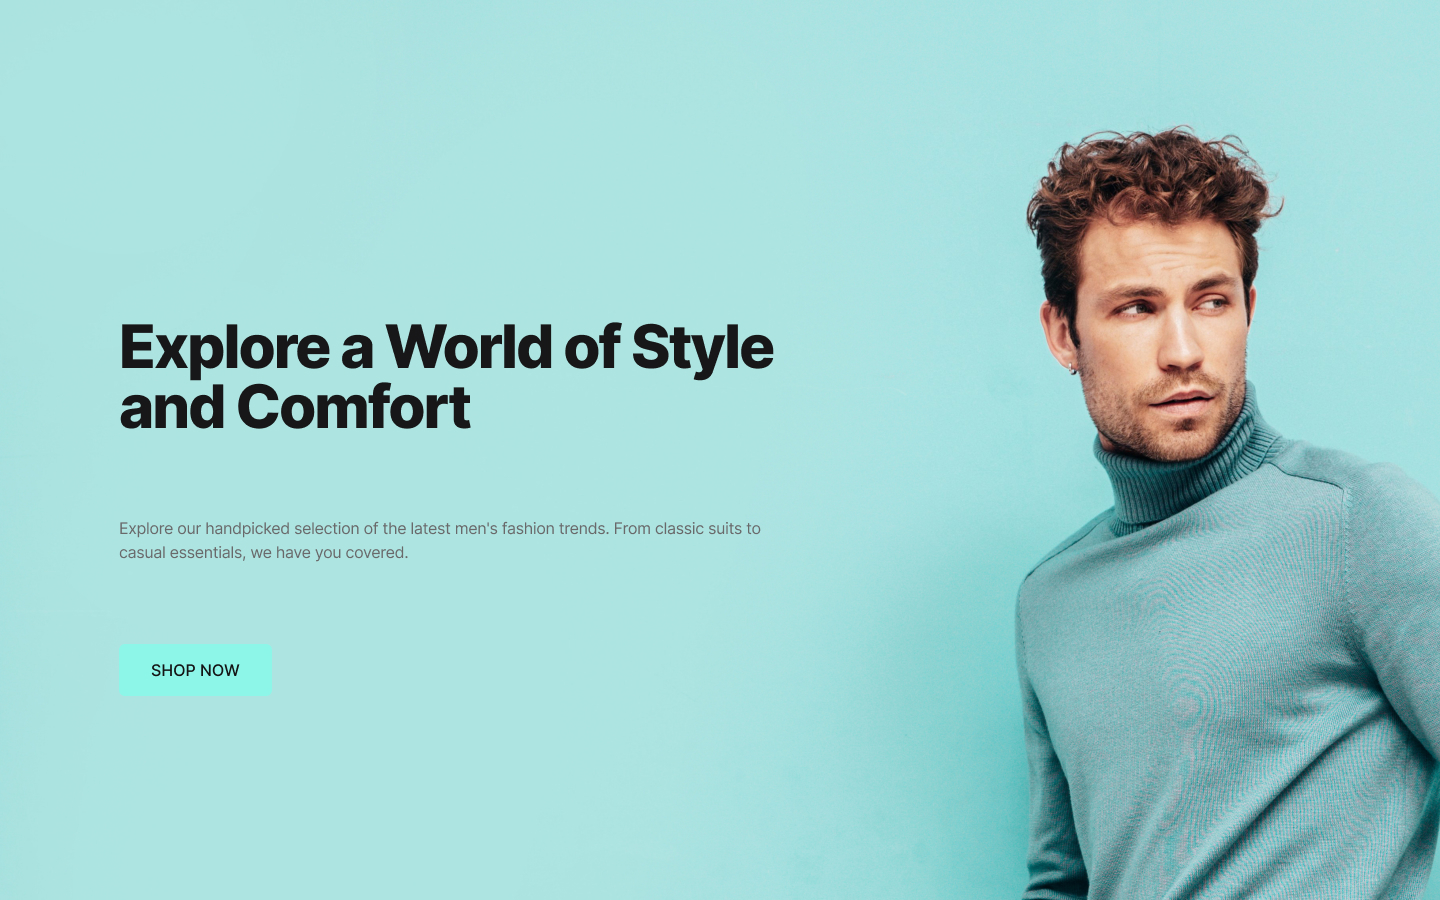 Explore a World of Style
and Comfort
Explore our handpicked selection of the latest men's fashion trends. From classic suits to
casual essentials, we have you covered.
SHOP NOW